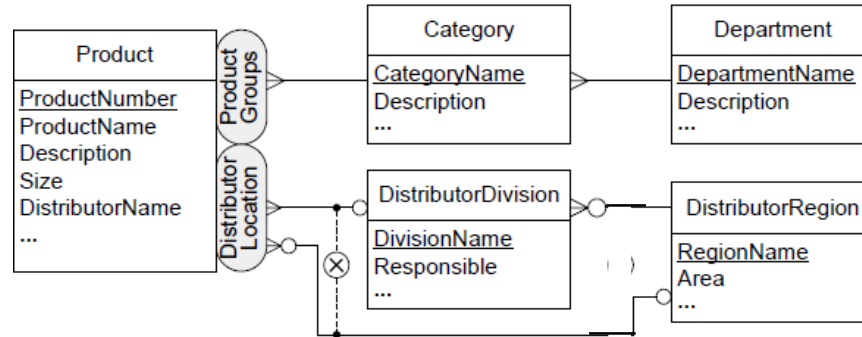 Product
ProductNumber
ProductName
Description
Size
DistributorName
...
Product
Groups
Distributor
Location
Category
CategoryName
Description
...
Department
DepartmentName
Description
...
DistributorDivision
DivisionName
Responsible
...
DistributorRegion
RegionName
Area
...